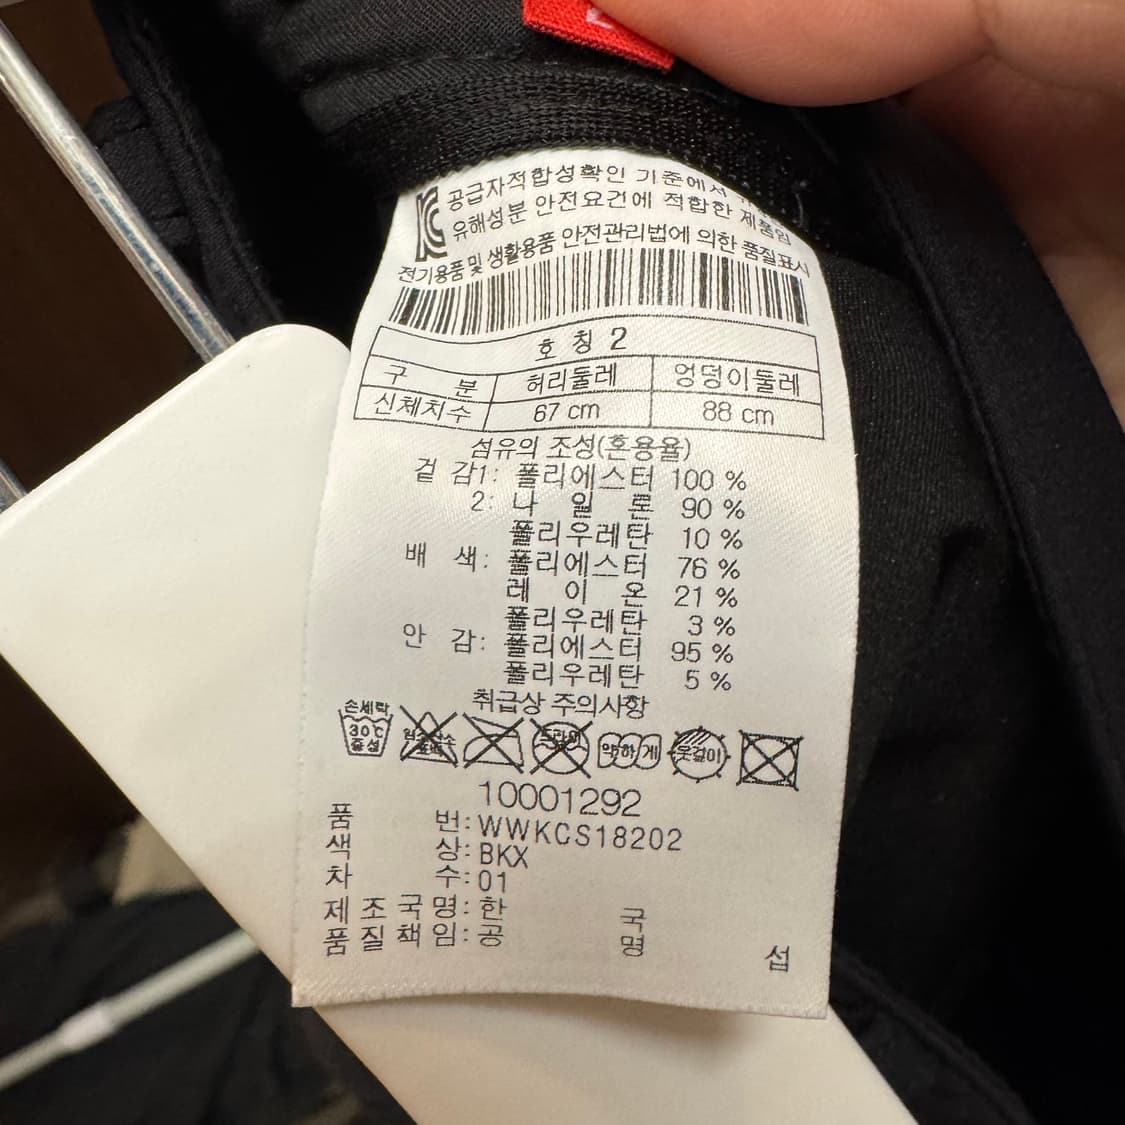 공급자적합성확인 기준에서
유해성분 안전요건에 적합한 제품임
전기용품 및 생활용품 안전관리법에 의한 품질표시
호 칭 2
구 분 허리둘레 엉덩이둘레
신체치수 67 cm 88 cm
섬유의 조성(혼용율)
겉 감1: 폴리에스터 100 %
2: 나 일 론 90 %
폴리우레탄 10 %
배 색: 폴리에스터 76 %
레 이 온 21 %
폴리우레탄 3 %
안 감: 폴리에스터 95 %
폴리우레탄 5 %
취급상 주의사항
손세탁
30℃
중성
약하게
옷걸이
10001292
품 번: WWKCS18202
색 상: BKX
차 수: 01
제 조 국 명: 한 국
품 질 책 임: 공 명 섭